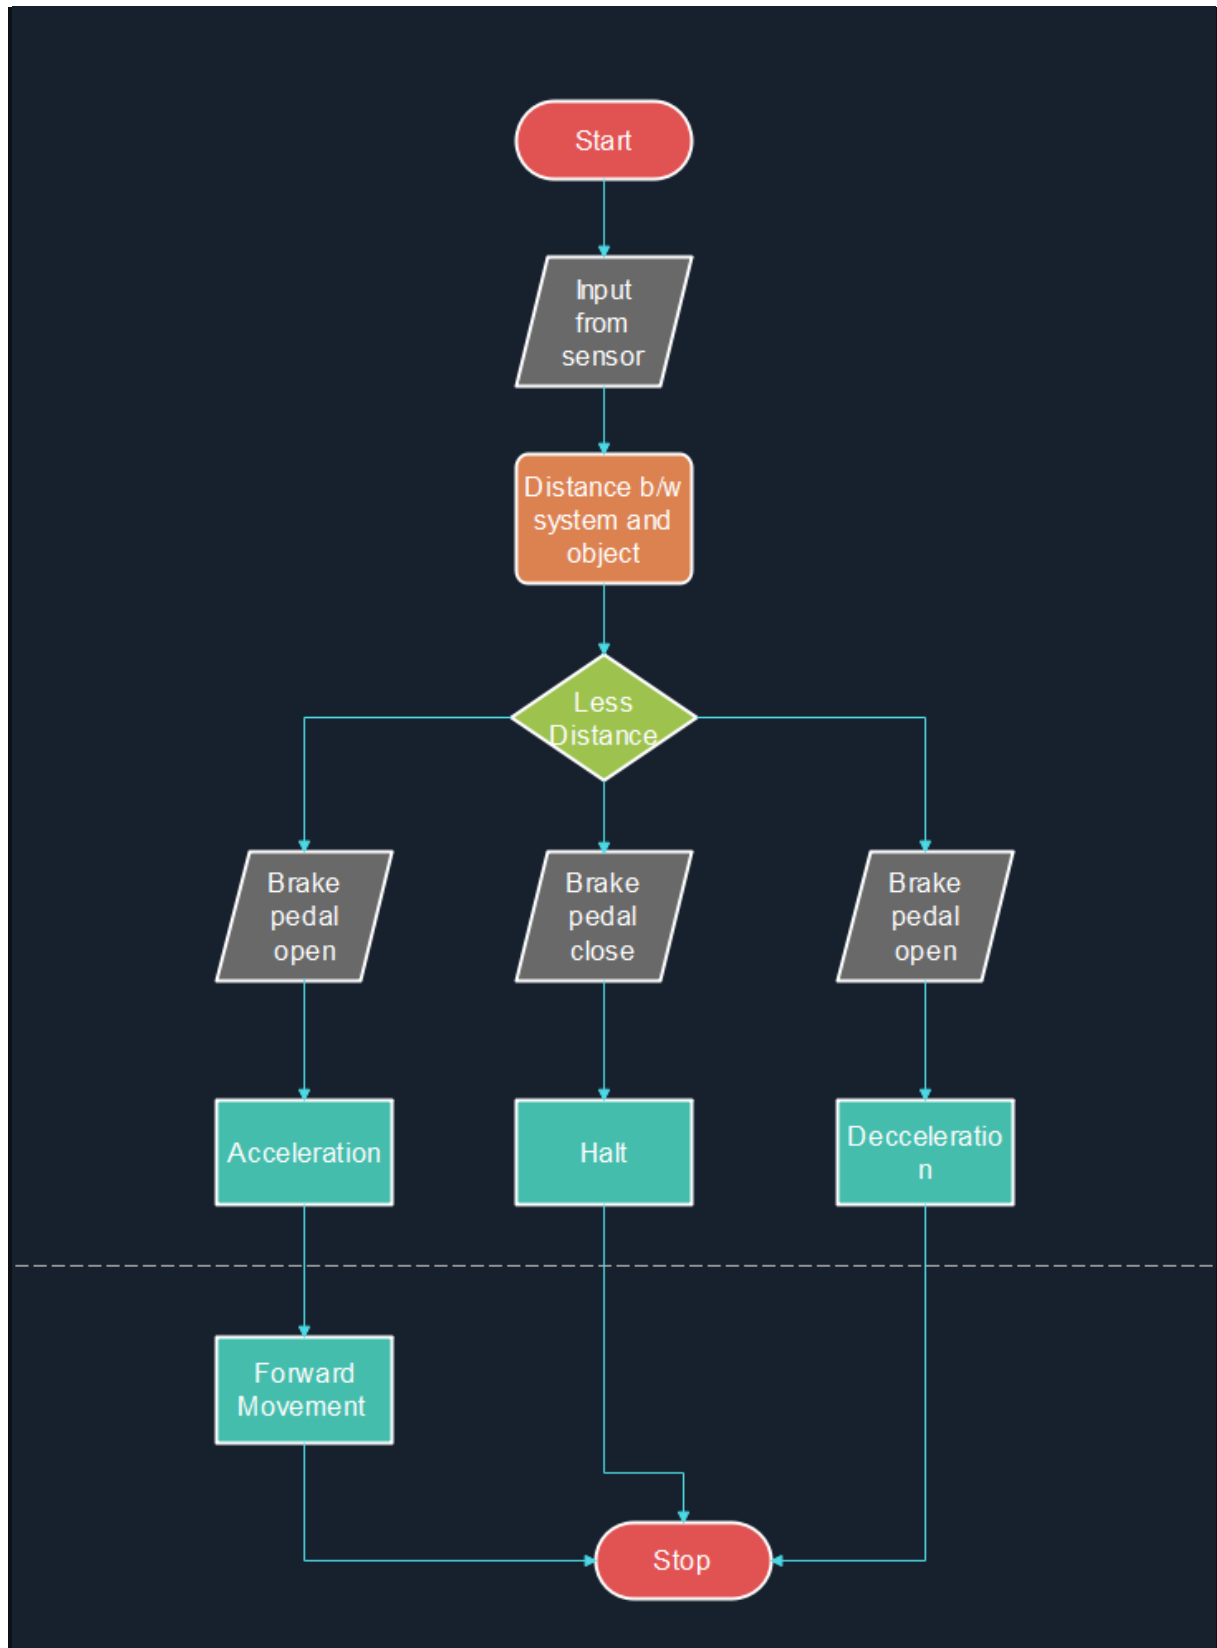 Start
Input
from
sensor
Distance b/w
system and
object
Less
Distance
Brake
pedal
open
Brake
pedal
close
Brake
pedal
open
Acceleration
Halt
Decceleratio
n
Forward
Movement
Stop